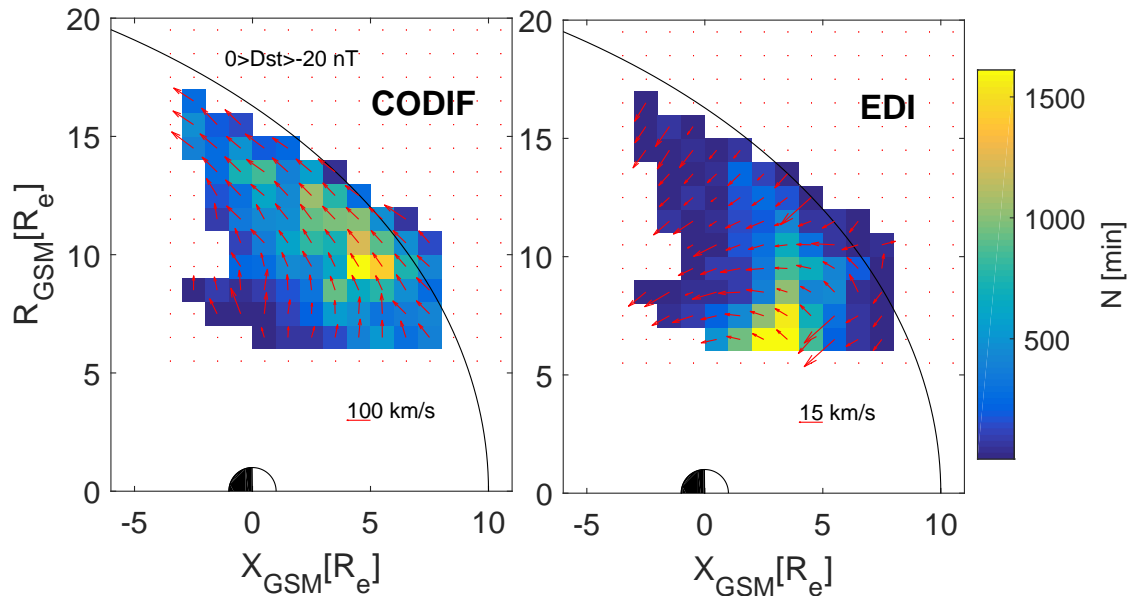 0>Dst>-20 nT
CODIF
EDI
20
15
10
5
0
R_GSM[R_e]
100 km/s
-5 0 5 10
X_GSM[R_e]
20
15
10
5
0
15 km/s
-5 0 5 10
X_GSM[R_e]
1500
1000
500
N [min]